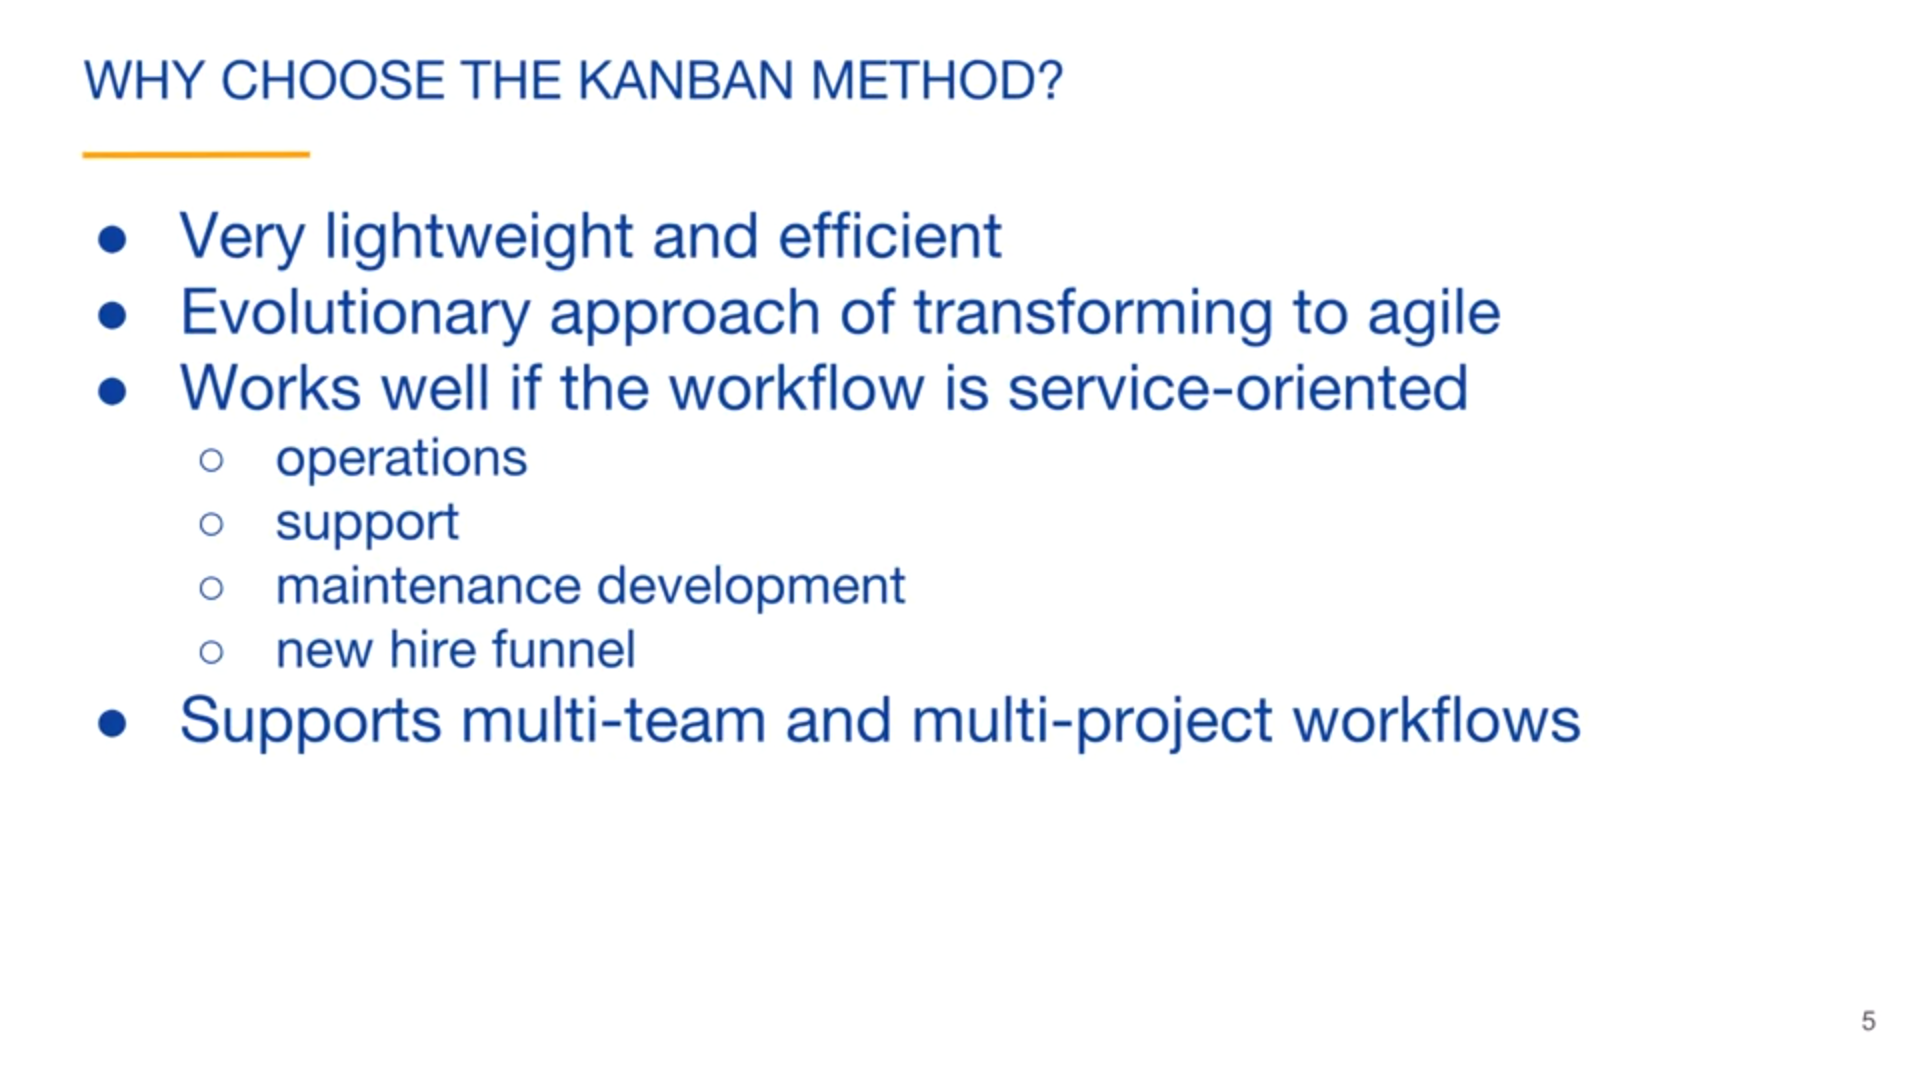 WHY CHOOSE THE KANBAN METHOD?
● Very lightweight and efficient
● Evolutionary approach of transforming to agile
● Works well if the workflow is service-oriented
○ operations
○ support
○ maintenance development
○ new hire funnel
● Supports multi-team and multi-project workflows
5